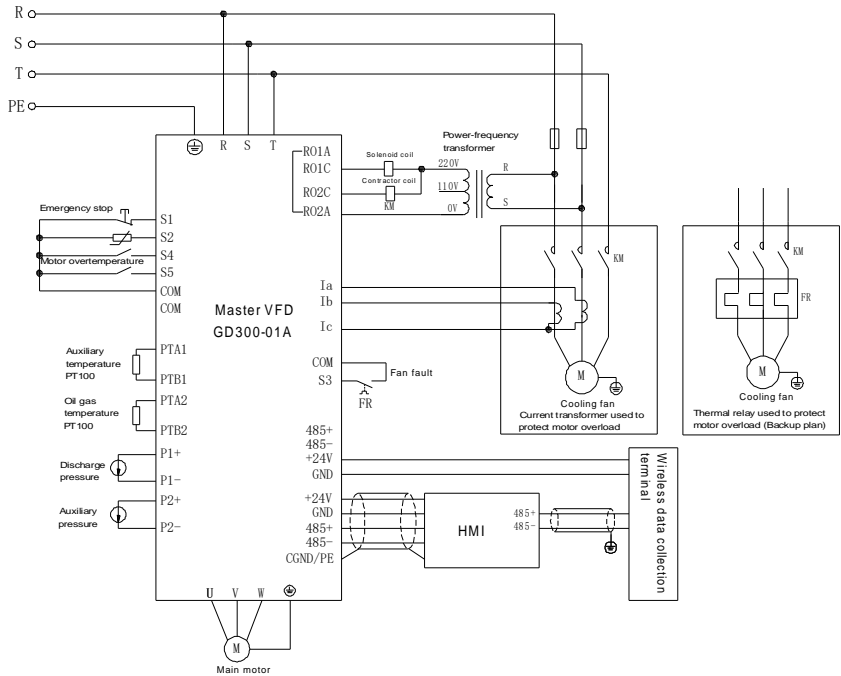 R
S
T
PE
R S T
Power-frequency
transformer
RO1A
RO1C
RO2C
RO2A
Solenoid coil
Contractor coil
KM
220V
110V
0V
R
S
Emergency stop
S1
S2
S4
Motor overtemperature
S5
COM
COM
Master VFD
GD300-01A
Ia
Ib
Ic
COM
S3
Fan fault
FR
KM
M
Cooling fan
Current transformer used to
protect motor overload
KM
FR
M
Cooling fan
Thermal relay used to protect
motor overload (Backup plan)
Auxiliary
temperature
PT100
PTA1
PTB1
Oil gas
temperature
PT100
PTA2
PTB2
Discharge
pressure
P1+
P1-
Auxiliary
pressure
P2+
P2-
485+
485-
+24V
GND
+24V
GND
485+
485-
CGND/PE
HMI
485+
485-
Wireless data collection
terminal
U V W
M
Main motor